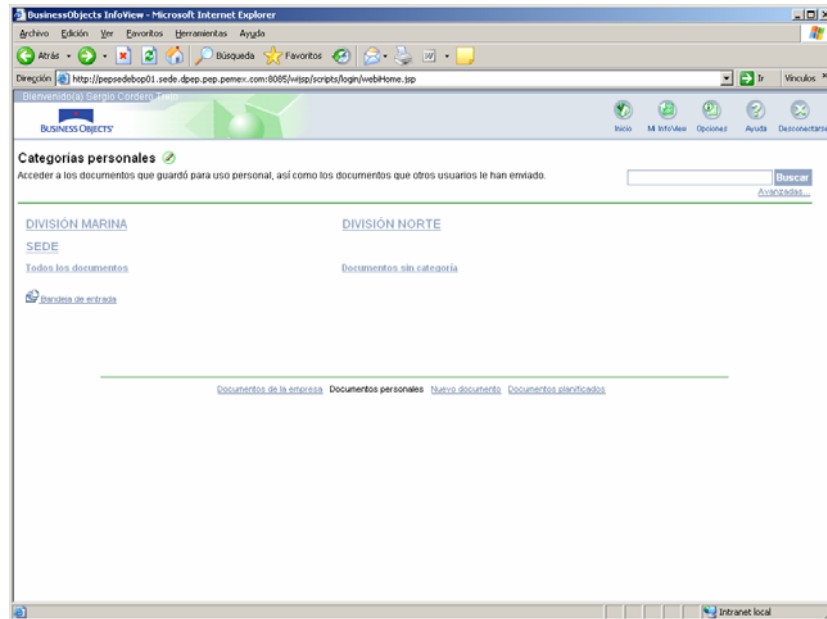 BusinessObjects InfoView - Microsoft Internet Explorer
Archivo Edición Ver Favoritos Herramientas Ayuda
Atrás Búsqueda Favoritos
Dirección http://pepsedebop01.sede.dpep.pep.pemex.com:8085/wijsp/scripts/login/webiHome.jsp Ir Vínculos »
Bienvenido(a) Sergio Cordero
BUSINESS OBJECTS
Inicio Mi InfoView Opciones Ayuda Desconectarse
Categorías personales
Acceder a los documentos que guardó para uso personal, así como los documentos que otros usuarios le han enviado.
Buscar
Avanzadas...
DIVISIÓN MARINA DIVISIÓN NORTE
SEDE
Todos los documentos Documentos sin categoría
Bandeja de entrada
Documentos de la empresa Documentos personales Nuevo documento Documentos planificados
Intranet local